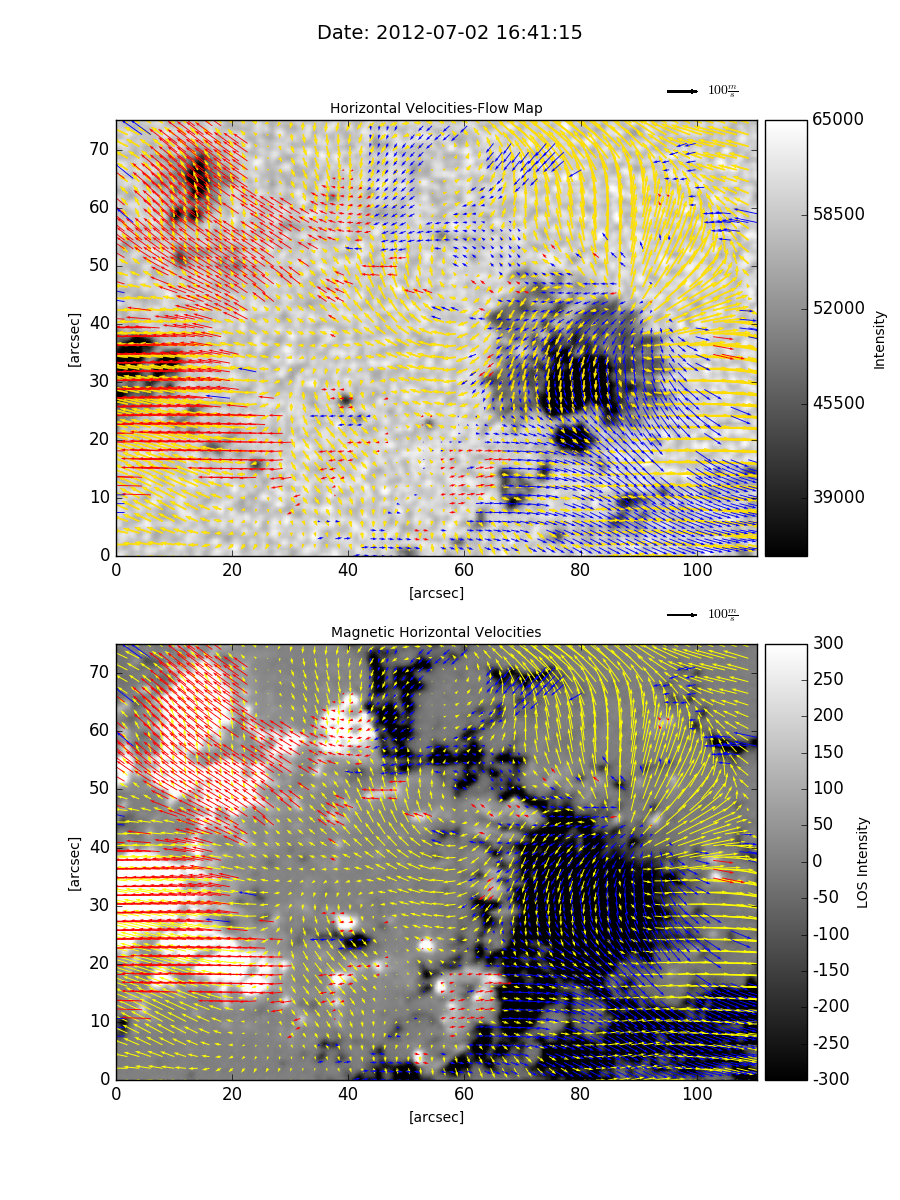 Date: 2012-07-02 16:41:15
100 m/s
Horizontal Velocities-Flow Map
70
60
50
40
30
20
10
0
[arcsec]
0 20 40 60 80 100
[arcsec]
65000
58500
52000
45500
39000
Intensity
100 m/s
Magnetic Horizontal Velocities
70
60
50
40
30
20
10
0
[arcsec]
0 20 40 60 80 100
[arcsec]
300
250
200
150
100
50
0
-50
-100
-150
-200
-250
-300
LOS Intensity